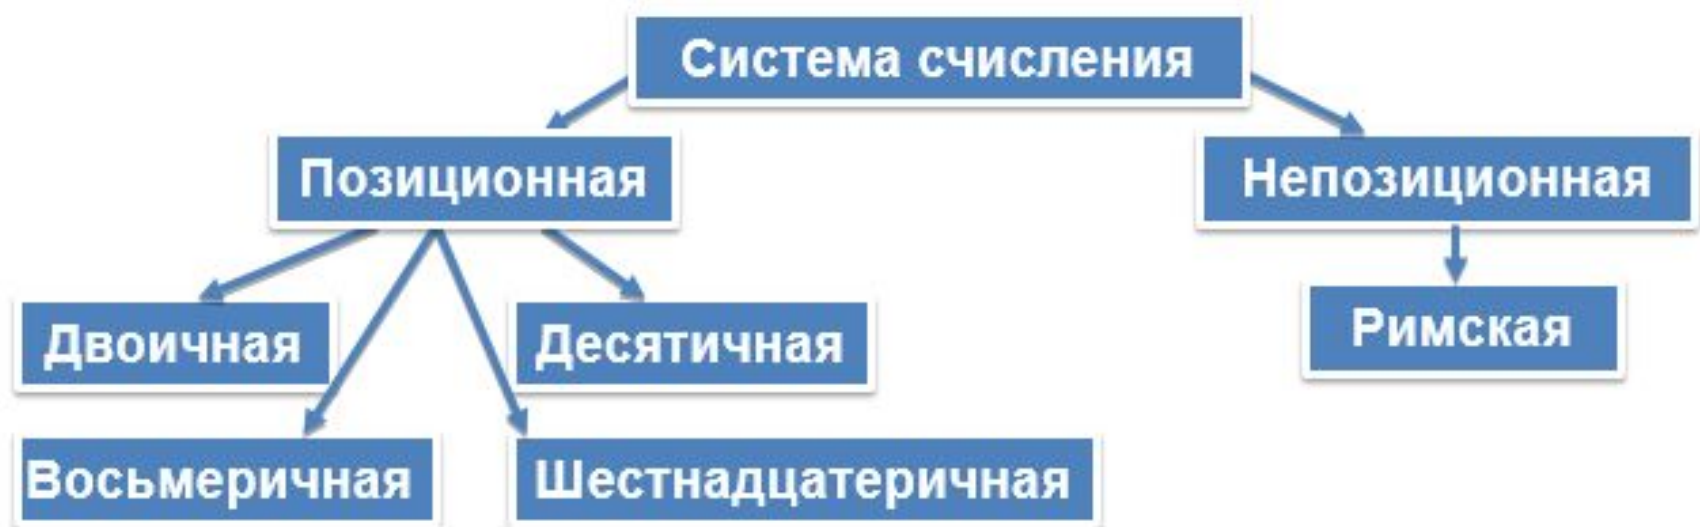 Система счисления
Позиционная
Непозиционная
Двоичная
Десятичная
Римская
Восьмеричная
Шестнадцатеричная